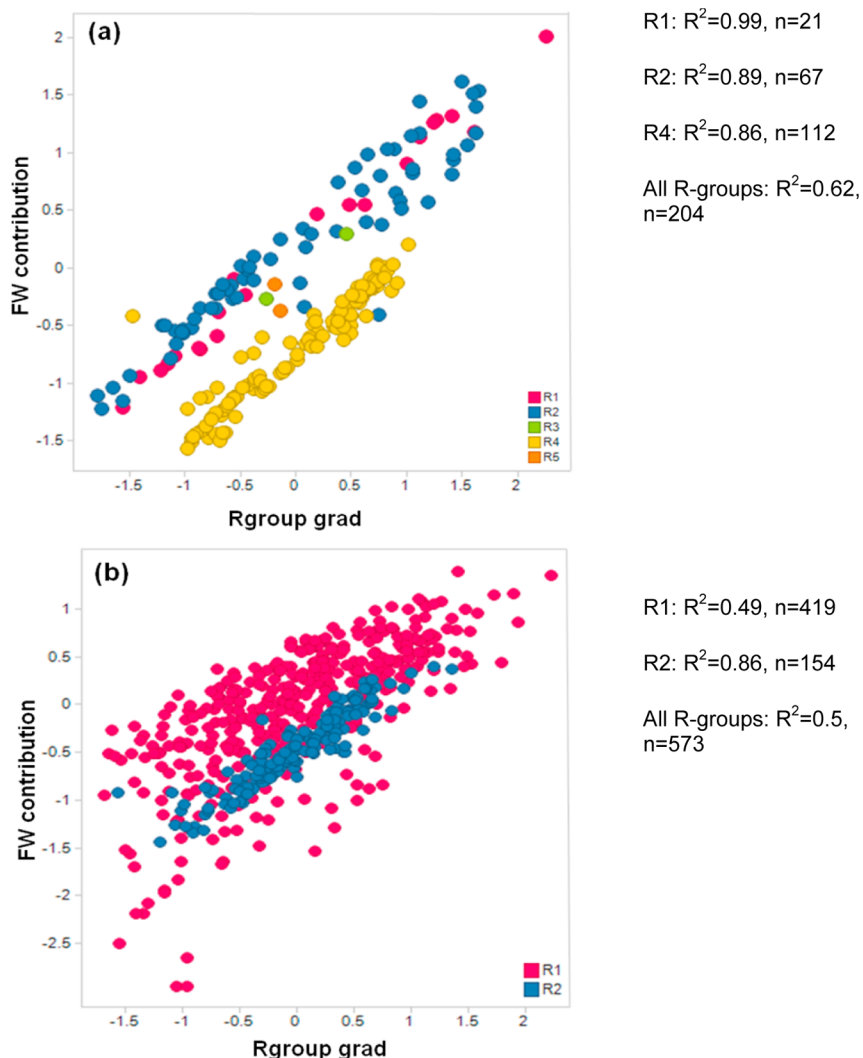 (a)
FW contribution
2
1.5
1
0.5
0
-0.5
-1
-1.5
-1.5 -1 -0.5 0 0.5 1 1.5 2
Rgroup grad
R1
R2
R3
R4
R5
R1: R²=0.99, n=21
R2: R²=0.89, n=67
R4: R²=0.86, n=112
All R-groups: R²=0.62,
n=204
(b)
FW contribution
1
0.5
0
-0.5
-1
-1.5
-2
-2.5
-1.5 -1 -0.5 0 0.5 1 1.5 2
Rgroup grad
R1
R2
R1: R²=0.49, n=419
R2: R²=0.86, n=154
All R-groups: R²=0.5,
n=573